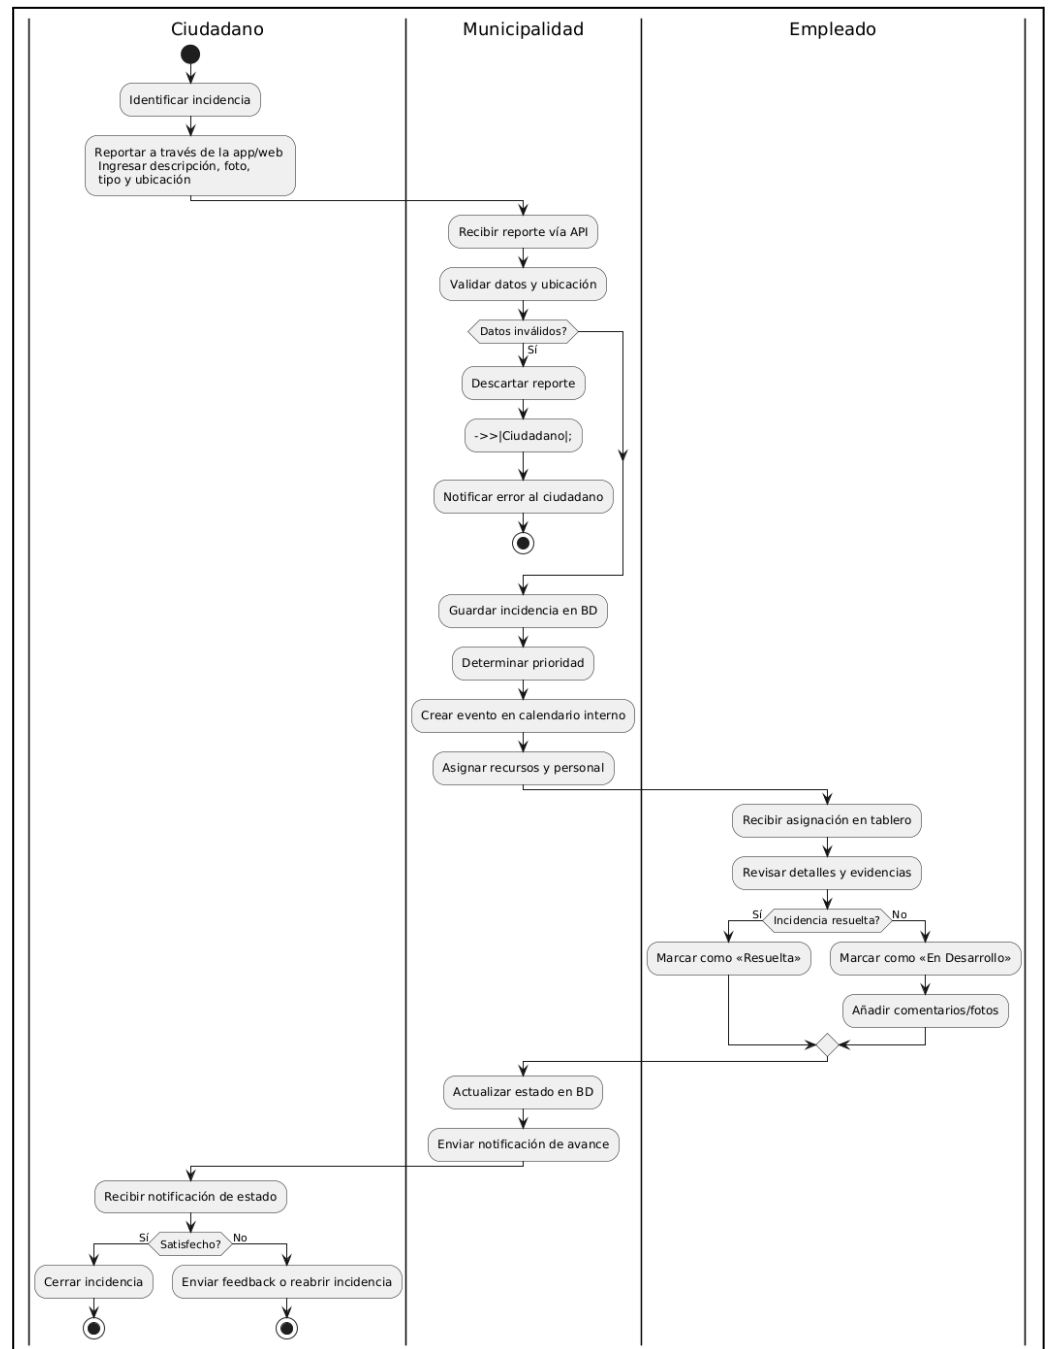 Ciudadano
Municipalidad
Empleado
Identificar incidencia
Reportar a través de la app/web
Ingresar descripción, foto,
tipo y ubicación
Recibir reporte vía API
Validar datos y ubicación
Datos inválidos?
Sí
Descartar reporte
->>|Ciudadano|;
Notificar error al ciudadano
Guardar incidencia en BD
Determinar prioridad
Crear evento en calendario interno
Asignar recursos y personal
Recibir asignación en tablero
Revisar detalles y evidencias
Sí
Incidencia resuelta?
No
Marcar como «Resuelta»
Marcar como «En Desarrollo»
Añadir comentarios/fotos
Actualizar estado en BD
Enviar notificación de avance
Recibir notificación de estado
Sí
Satisfecho?
No
Cerrar incidencia
Enviar feedback o reabrir incidencia